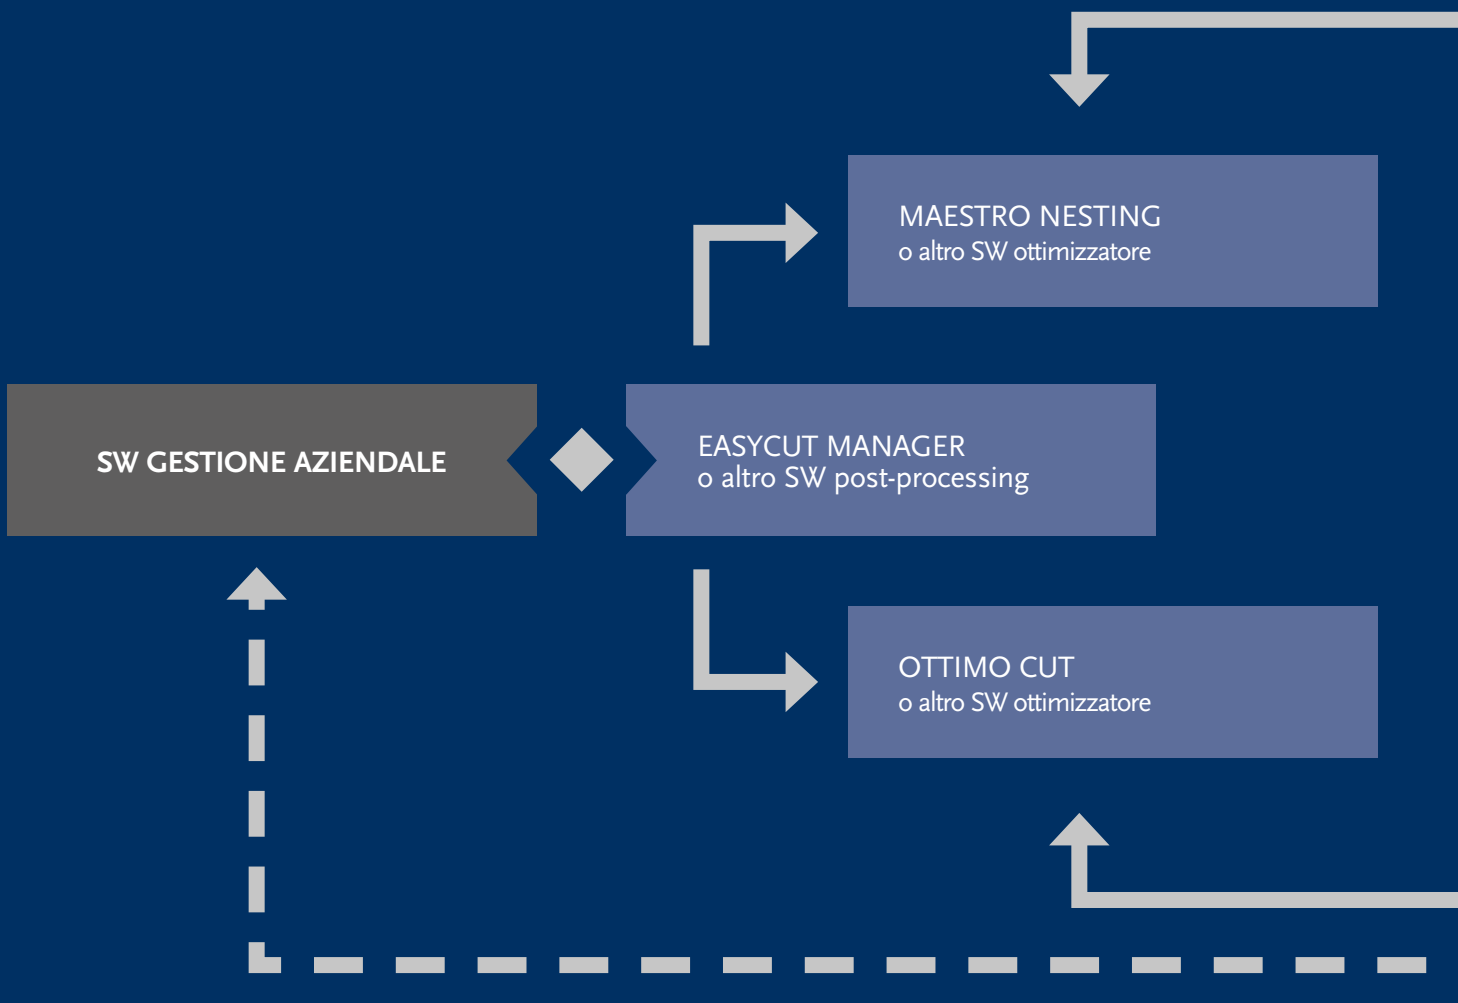 MAESTRO NESTING
o altro SW ottimizzatore
SW GESTIONE AZIENDALE
EASYCUT MANAGER
o altro SW post-processing
OTTIMO CUT
o altro SW ottimizzatore